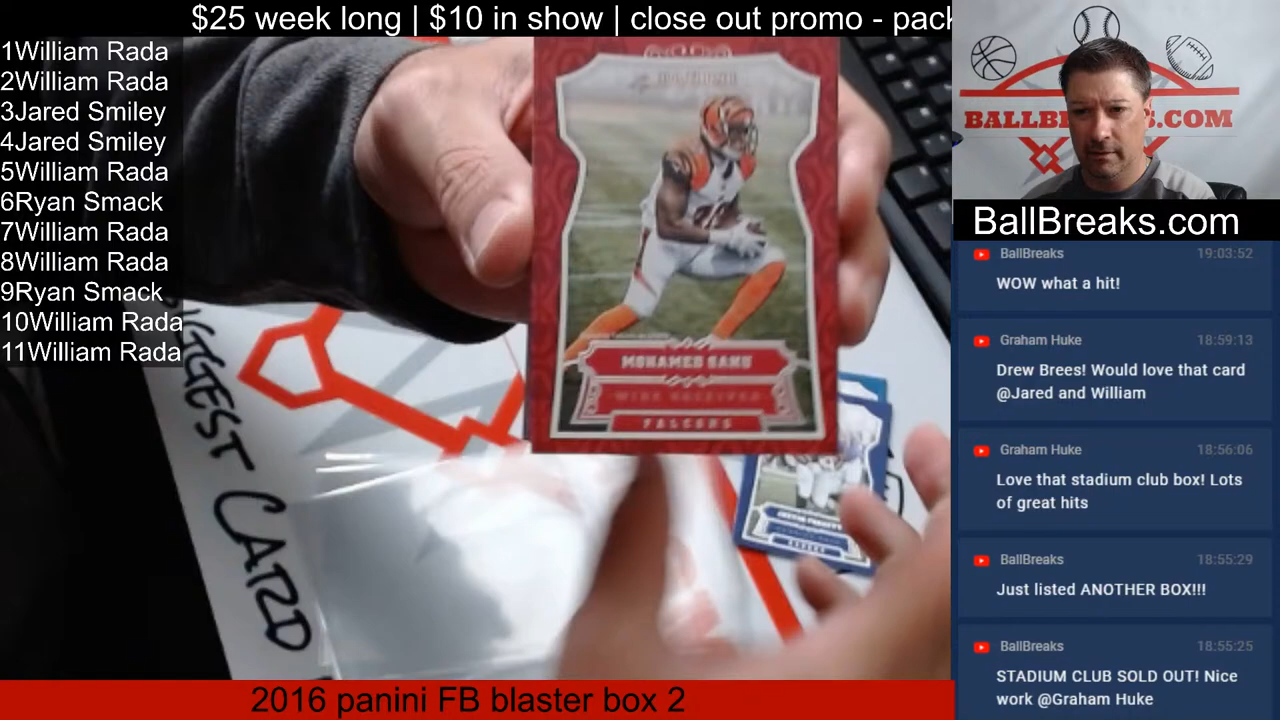 $25 week long | $10 in show | close out promo - pack
1William Rada
2William Rada
3Jared Smiley
4Jared Smiley
5William Rada
6Ryan Smack
7William Rada
8William Rada
9Ryan Smack
10William Rada
11William Rada
BIGGEST CARD
MOHAMED SANU
WIDE RECEIVER
FALCONS
2016 panini FB blaster box 2
BALLBREAKS.COM
BallBreaks.com
BallBreaks 19:03:52
WOW what a hit!
Graham Huke 18:59:13
Drew Brees! Would love that card
@Jared and William
Graham Huke 18:56:06
Love that stadium club box! Lots
of great hits
BallBreaks 18:55:29
Just listed ANOTHER BOX!!!
BallBreaks 18:55:25
STADIUM CLUB SOLD OUT! Nice
work @Graham Huke